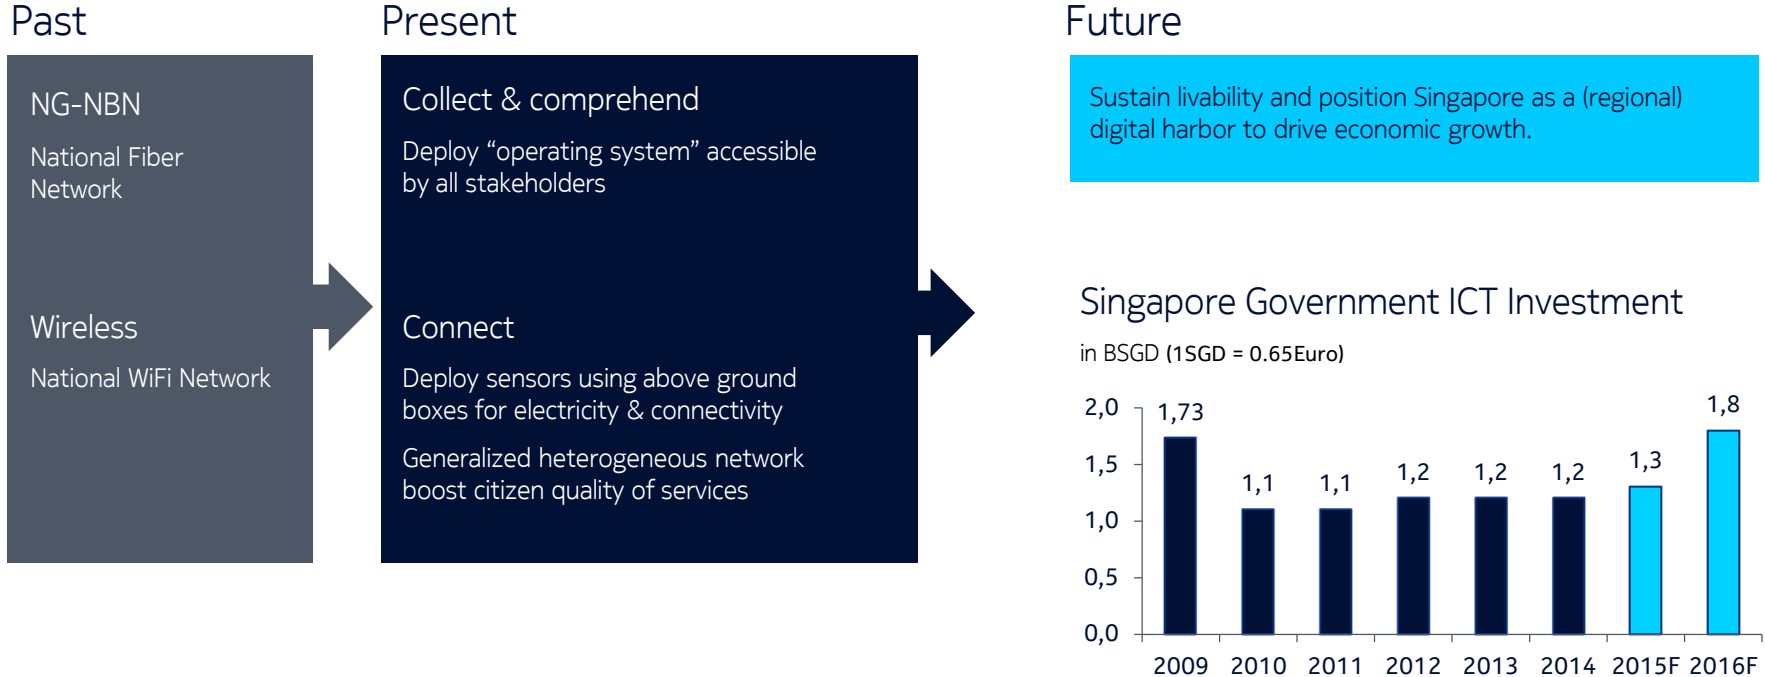 Past
NG-NBN
National Fiber
Network
Wireless
National WiFi Network
Present
Collect & comprehend
Deploy “operating system” accessible
by all stakeholders
Connect
Deploy sensors using above ground
boxes for electricity & connectivity
Generalized heterogeneous network
boost citizen quality of services
Future
Sustain livability and position Singapore as a (regional)
digital harbor to drive economic growth.
Singapore Government ICT Investment
in BSGD (1SGD = 0.65Euro)
2,0
1,5
1,0
0,5
0,0
1,73
1,1
1,1
1,2
1,2
1,2
1,3
1,8
2009 2010 2011 2012 2013 2014 2015F 2016F